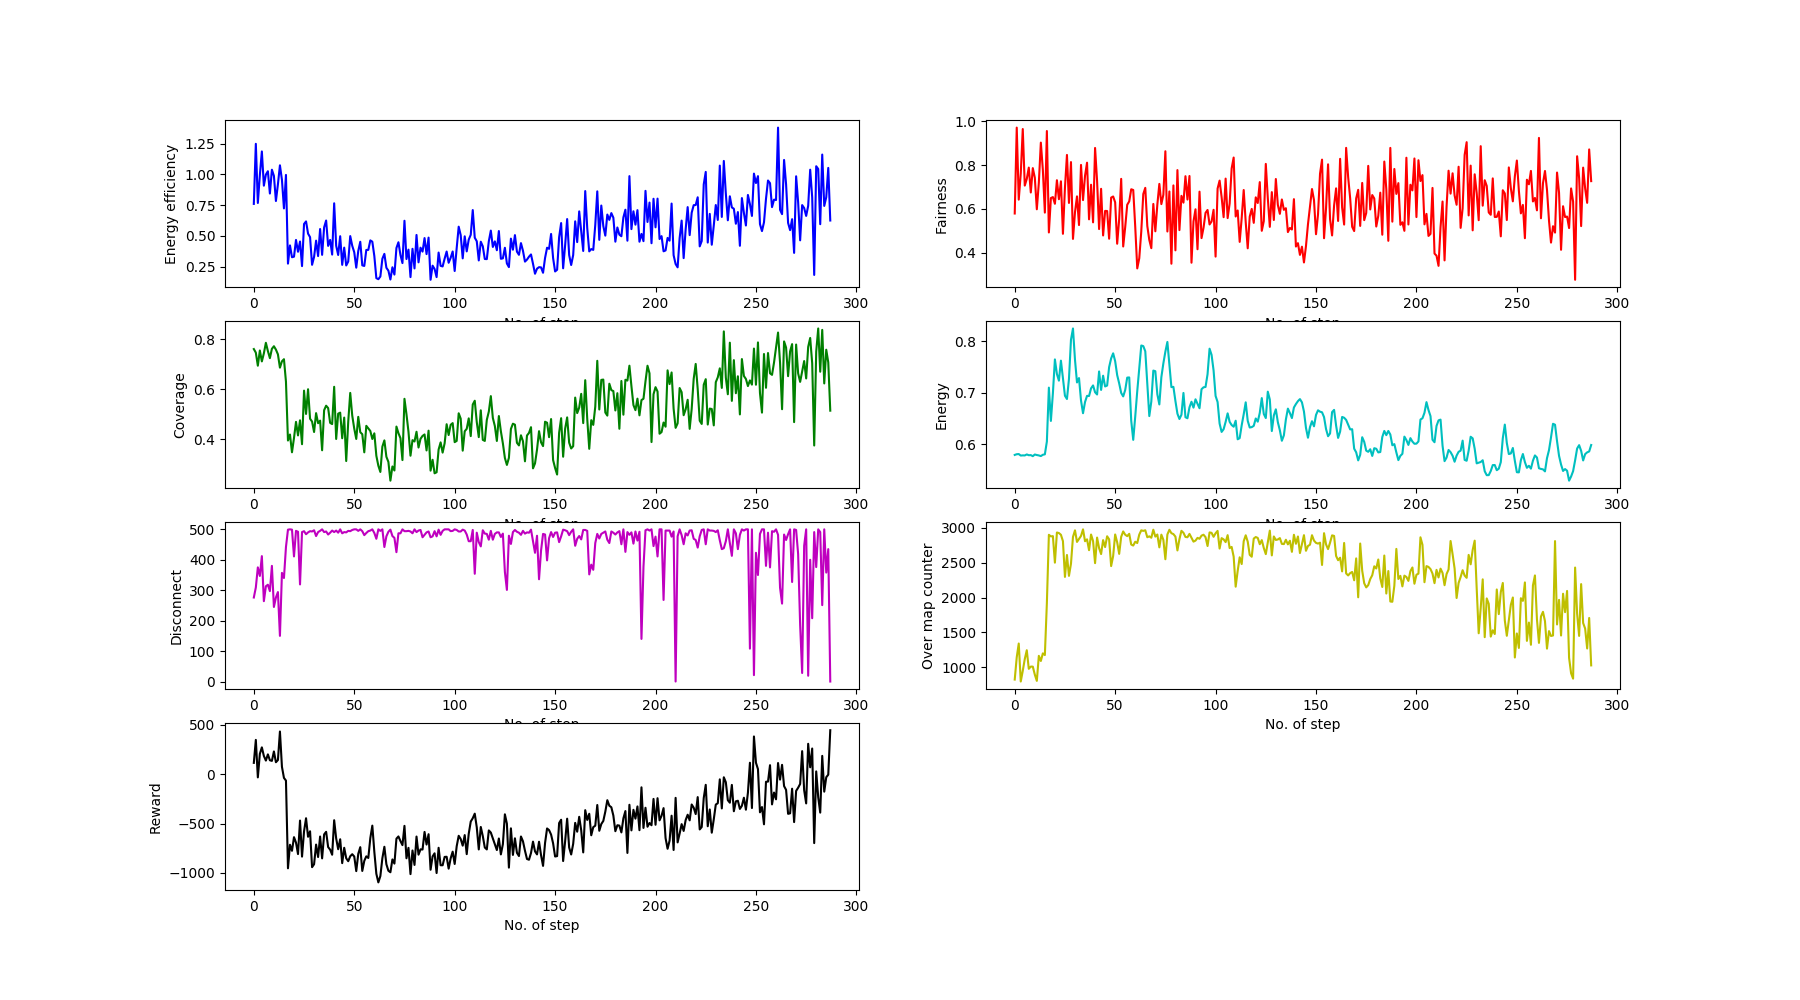 Energy efficiency
1.25
1.00
0.75
0.50
0.25
0 50 100 150 200 250 300
Fairness
1.0
0.8
0.6
0.4
0 50 100 150 200 250 300
Coverage
0.8
0.6
0.4
Energy
0.8
0.7
0.6
Disconnect
500
400
300
200
100
0
0 50 100 150 200 250 300
Over map counter
3000
2500
2000
1500
1000
0 50 100 150 200 250 300
No. of step
Reward
500
0
−500
−1000
0 50 100 150 200 250 300
No. of step
0 50 100 150 200 250 300
0 50 100 150 200 250 300